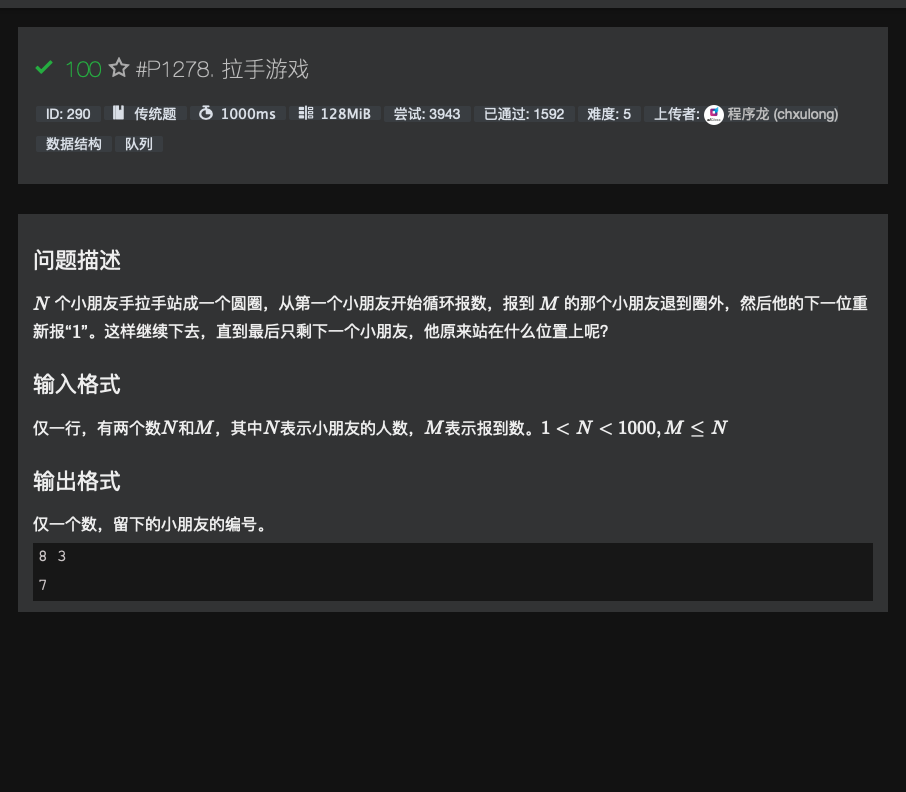 100 #P1278. 拉手游戏
ID: 290 传统题 1000ms 128MiB 尝试: 3943 已通过: 1592 难度: 5 上传者: 程序龙 (chxulong)
数据结构 队列
问题描述
N 个小朋友手拉手站成一个圆圈，从第一个小朋友开始循环报数，报到 M 的那个小朋友退到圈外，然后他的下一位重
新报“1”。这样继续下去，直到最后只剩下一个小朋友，他原来站在什么位置上呢?
输入格式
仅一行，有两个数N和M，其中N表示小朋友的人数，M表示报到数。1 < N < 1000, M ≤ N
输出格式
仅一个数，留下的小朋友的编号。
8 3
7